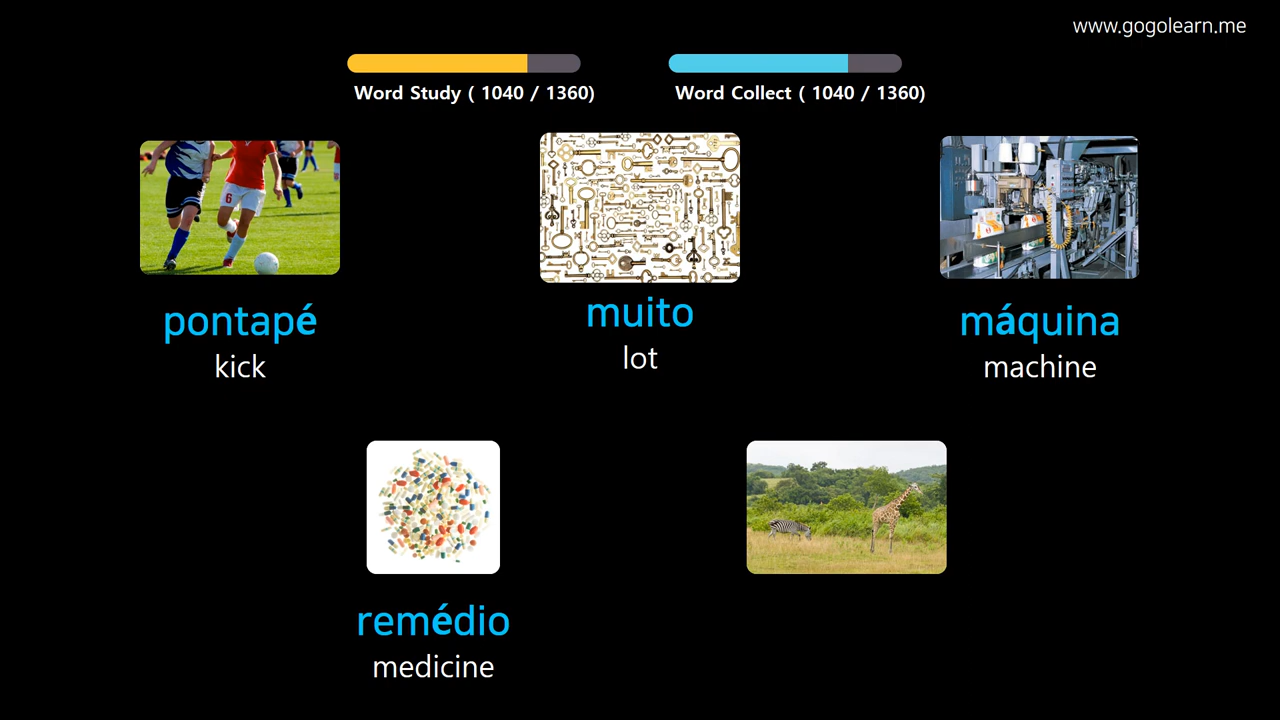 www.gogolearn.me
Word Study ( 1040 / 1360)
Word Collect ( 1040 / 1360)
6
pontapé
kick
muito
lot
máquina
machine
remédio
medicine